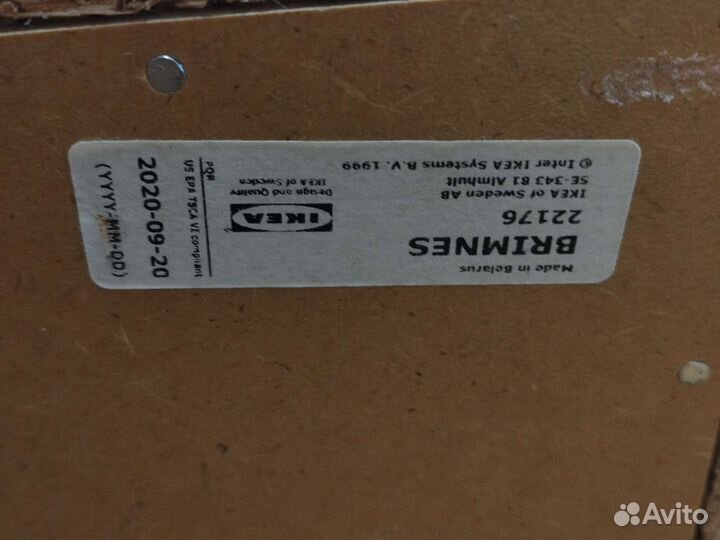 Made in Belarus
BRIMNES
22176
IKEA of Sweden AB
SE-343 81 Älmhult
© Inter IKEA Systems B.V. 1999
IKEA
Design and Quality
IKEA of Sweden
PQR
US EPA TSCA VI compliant
2020-09-20
(YYYY-MM-DD)
Avito